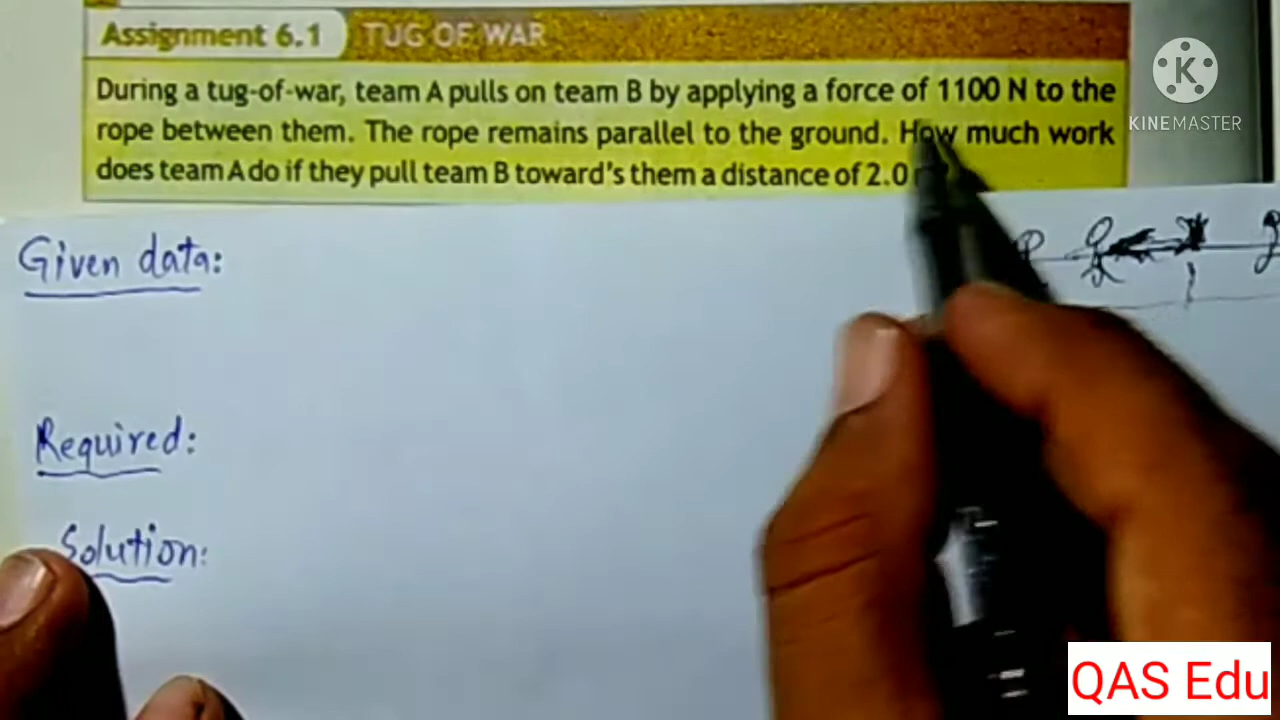 Assignment 6.1 TUG OF WAR
During a tug-of-war, team A pulls on team B by applying a force of 1100 N to the
rope between them. The rope remains parallel to the ground. How much work
does team A do if they pull team B toward's them a distance of 2.0
K
KINEMASTER
Given data:
Required:
Solution:
QAS Edu